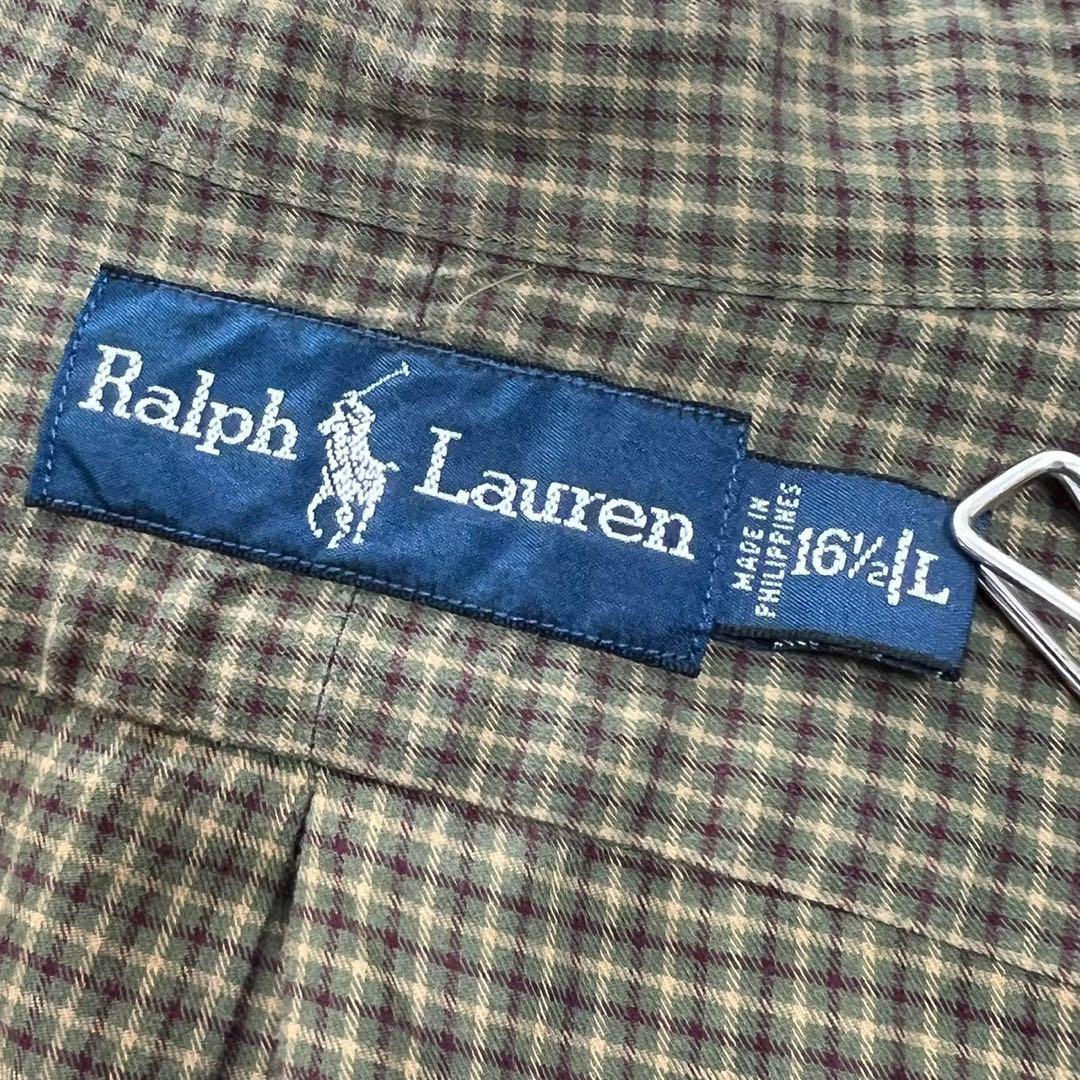 Ralph Lauren
MADE IN
PHILIPPINES
16½/L